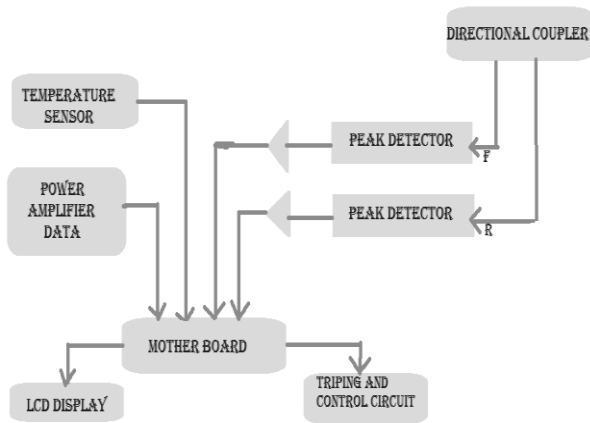 DIRECTIONAL COUPLER
TEMPERATURE
SENSOR
PEAK DETECTOR
F
POWER
AMPLIFIER
DATA
PEAK DETECTOR
R
MOTHER BOARD
LCD DISPLAY
TRIPING AND
CONTROL CIRCUIT